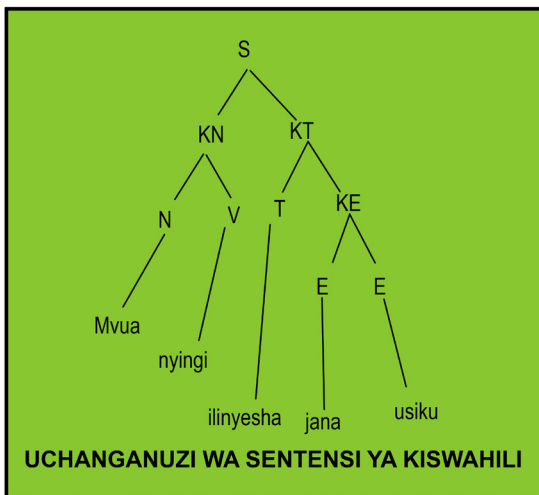 S
KN KT
N V T KE
E E
Mvua
nyingi
ilinyesha jana usiku
UCHANGANUZI WA SENTENSI YA KISWAHILI